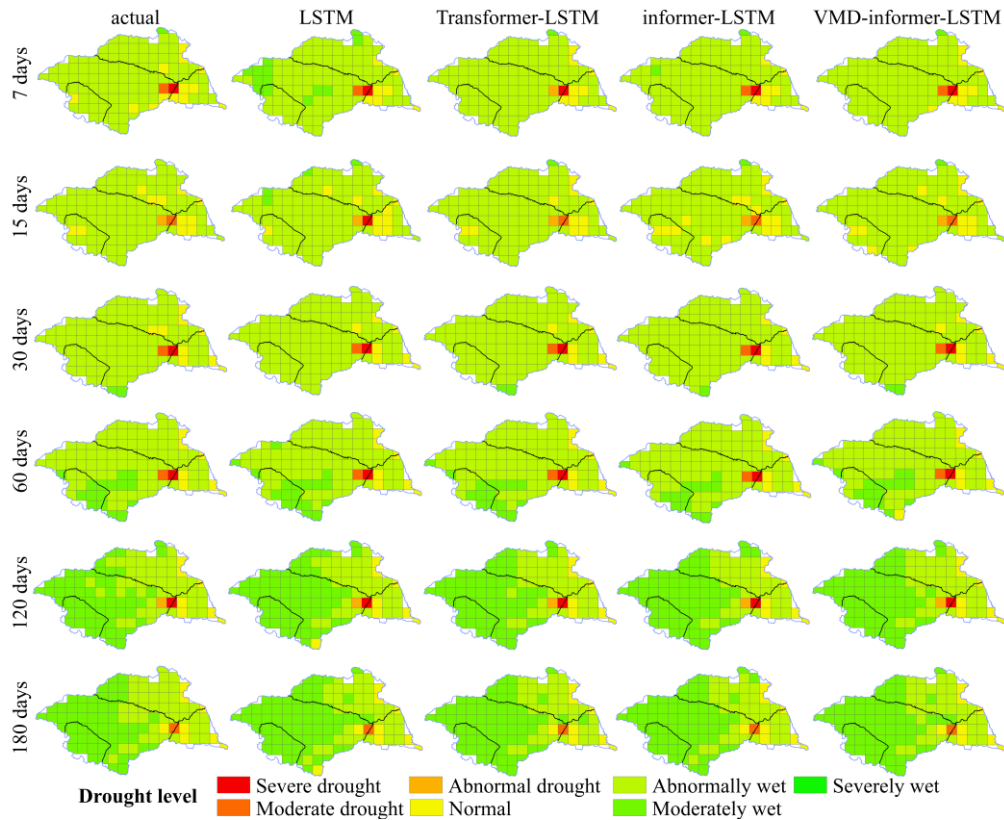 actual LSTM Transformer-LSTM informer-LSTM VMD-informer-LSTM
7 days
15 days
30 days
60 days
120 days
180 days
Drought level
Severe drought Abnormal drought Abnormally wet Severely wet
Moderate drought Normal Moderately wet